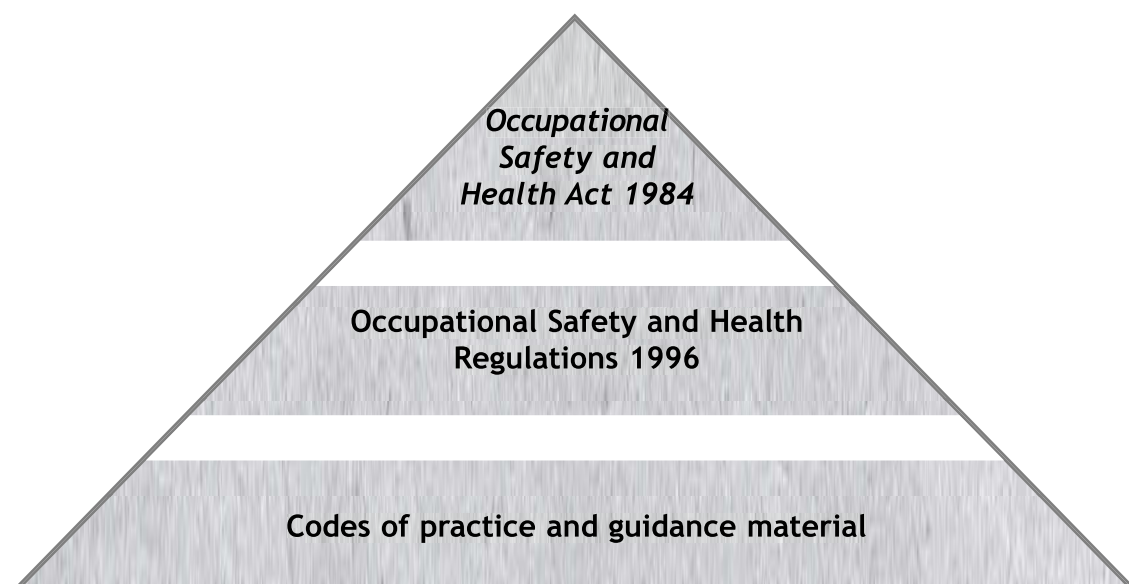 Occupational
Safety and
Health Act 1984
Occupational Safety and Health
Regulations 1996
Codes of practice and guidance material